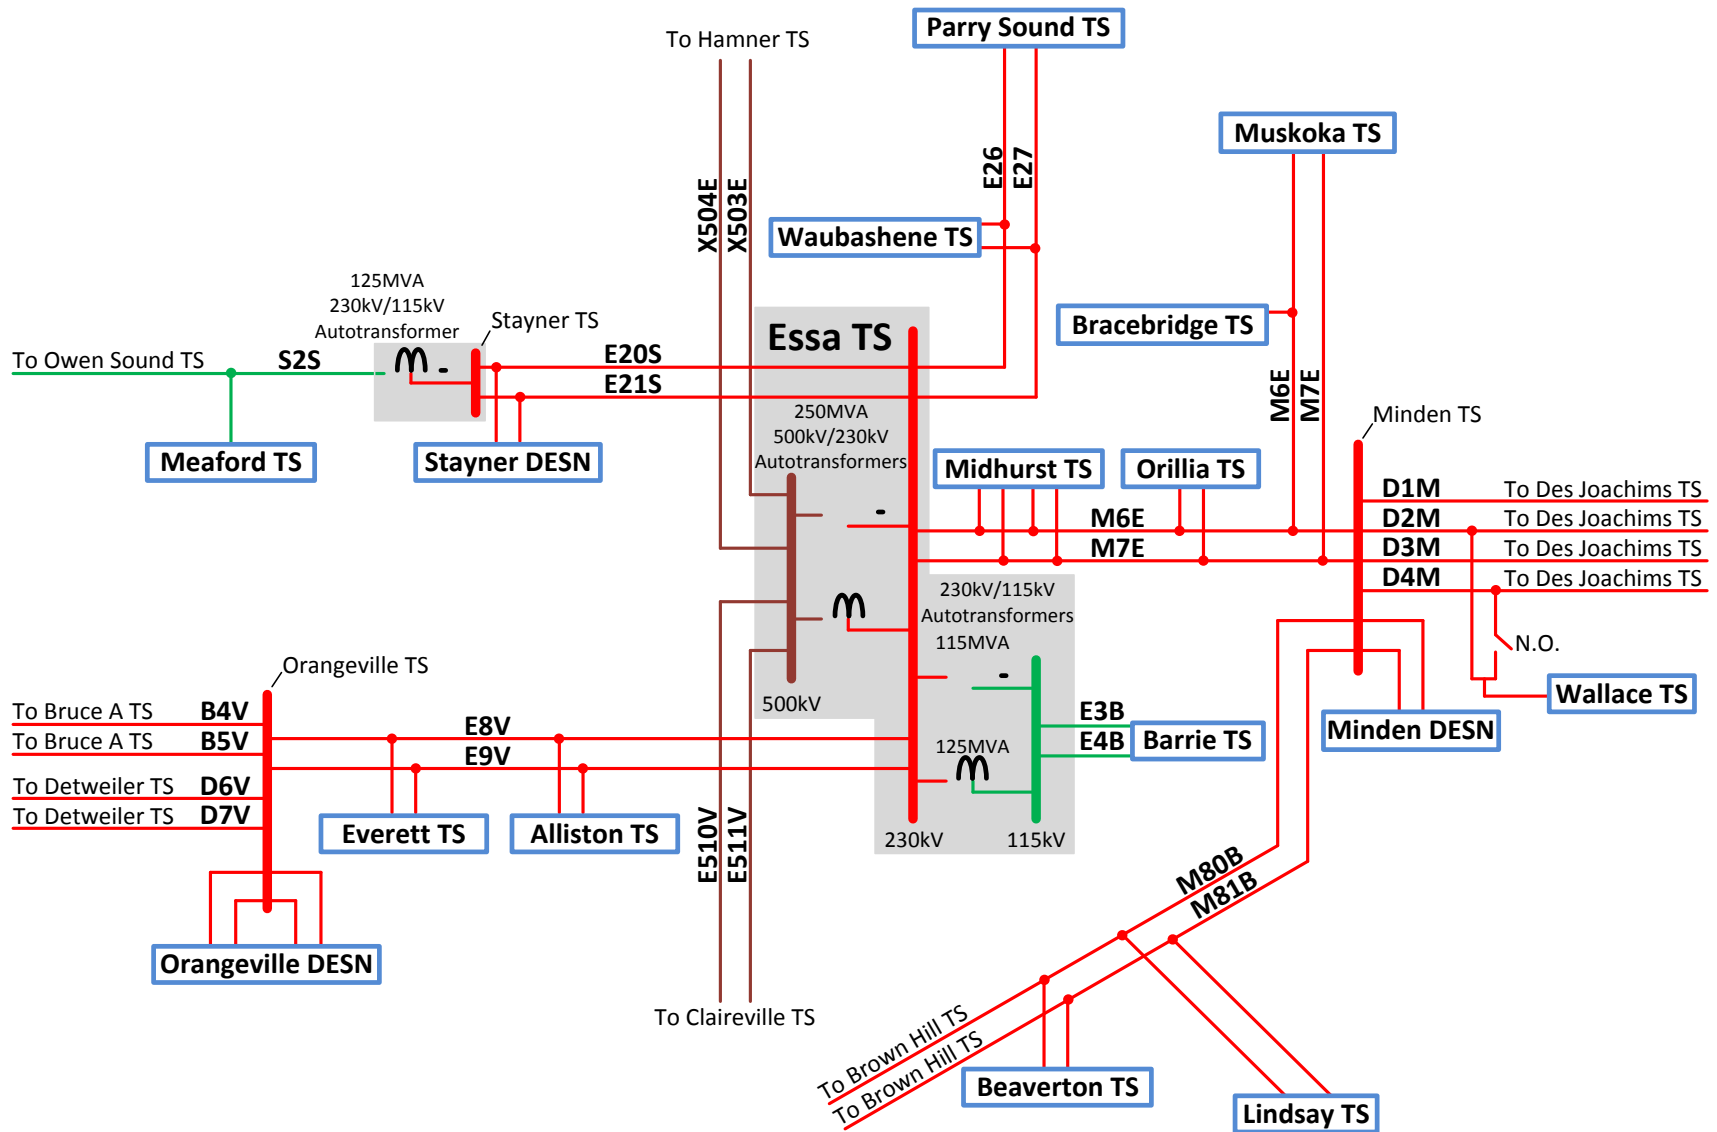 Parry Sound TS
To Hamner TS
Muskoka TS
E26
E27
X504E
X503E
Waubashene TS
125MVA
230kV/115kV
Autotransformer
Stayner TS
Essa TS
Bracebridge TS
To Owen Sound TS
S2S
E20S
E21S
M6E
M7E
250MVA
500kV/230kV
Autotransformers
Minden TS
Meaford TS
Stayner DESN
Midhurst TS
Orillia TS
D1M
To Des Joachims TS
M6E
D2M
To Des Joachims TS
M7E
D3M
To Des Joachims TS
D4M
To Des Joachims TS
230kV/115kV
Autotransformers
115MVA
N.O.
Orangeville TS
500kV
Wallace TS
To Bruce A TS
B4V
E8V
E3B
To Bruce A TS
B5V
E9V
E4B
Barrie TS
Minden DESN
125MVA
To Detweiler TS
D6V
To Detweiler TS
D7V
Everett TS
Alliston TS
230kV
115kV
E510V
E511V
M80B
M81B
Orangeville DESN
To Claireville TS
To Brown Hill TS
To Brown Hill TS
Beaverton TS
Lindsay TS